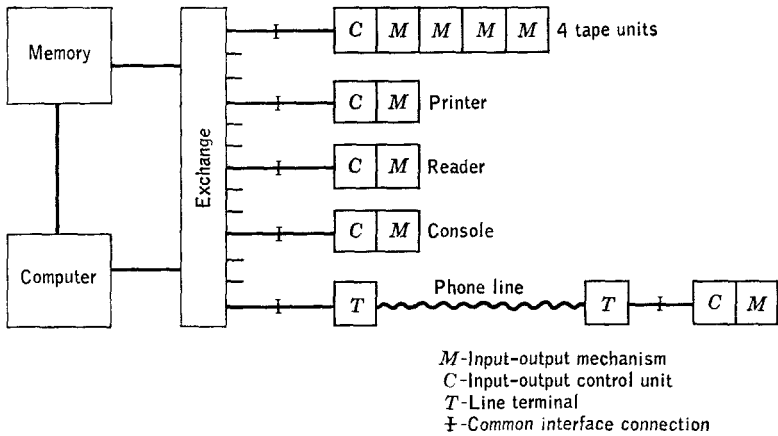 Memory
Computer
Exchange
C M M M M 4 tape units
C M Printer
C M Reader
C M Console
Phone line
T T C M
M-Input-output mechanism
C-Input-output control unit
T-Line terminal
I-Common interface connection